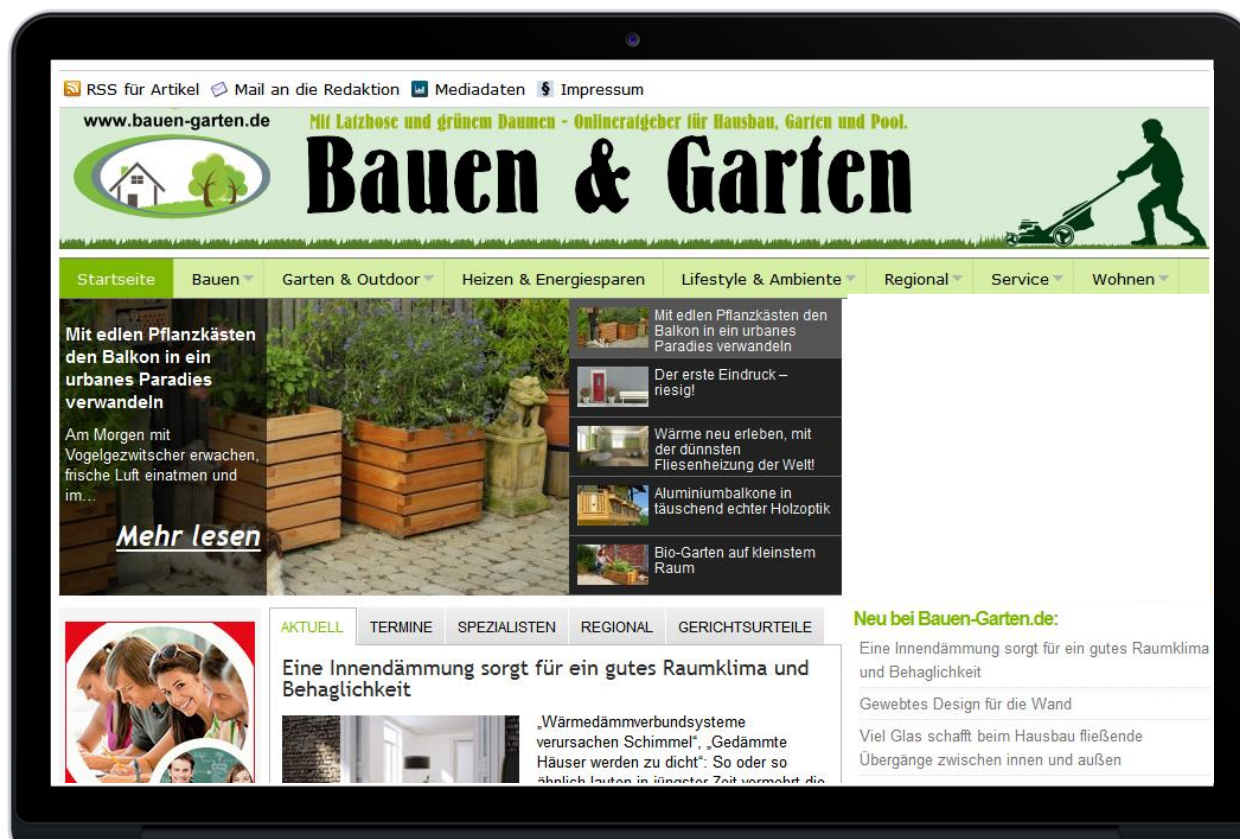 RSS für Artikel Mail an die Redaktion Mediadaten § Impressum
www.bauen-garten.de
Mit Latzhose und grünem Daumen - Onlineratgeber für Hausbau, Garten und Pool.
Bauen & Garten
Startseite Bauen Garten & Outdoor Heizen & Energiesparen Lifestyle & Ambiente Regional Service Wohnen
Mit edlen Pflanzkästen
den Balkon in ein
urbanes Paradies
verwandeln
Am Morgen mit
Vogelgezwitscher erwachen,
frische Luft einatmen und
im...
Mehr lesen
Mit edlen Pflanzkästen den
Balkon in ein urbanes
Paradies verwandeln
Der erste Eindruck –
riesig!
Wärme neu erleben, mit
der dünnsten
Fliesenheizung der Welt!
Aluminiumbalkone in
täuschend echter Holzoptik
Bio-Garten auf kleinstem
Raum
AKTUELL TERMINE SPEZIALISTEN REGIONAL GERICHTSURTEILE
Eine Innendämmung sorgt für ein gutes Raumklima und
Behaglichkeit
„Wärmedämmverbundsysteme
verursachen Schimmel“, „Gedämmte
Häuser werden zu dicht“: So oder so
ähnlich lauten in jüngster Zeit vermehrt die
Neu bei Bauen-Garten.de:
Eine Innendämmung sorgt für ein gutes Raumklima
und Behaglichkeit
Gewebtes Design für die Wand
Viel Glas schafft beim Hausbau fließende
Übergänge zwischen innen und außen